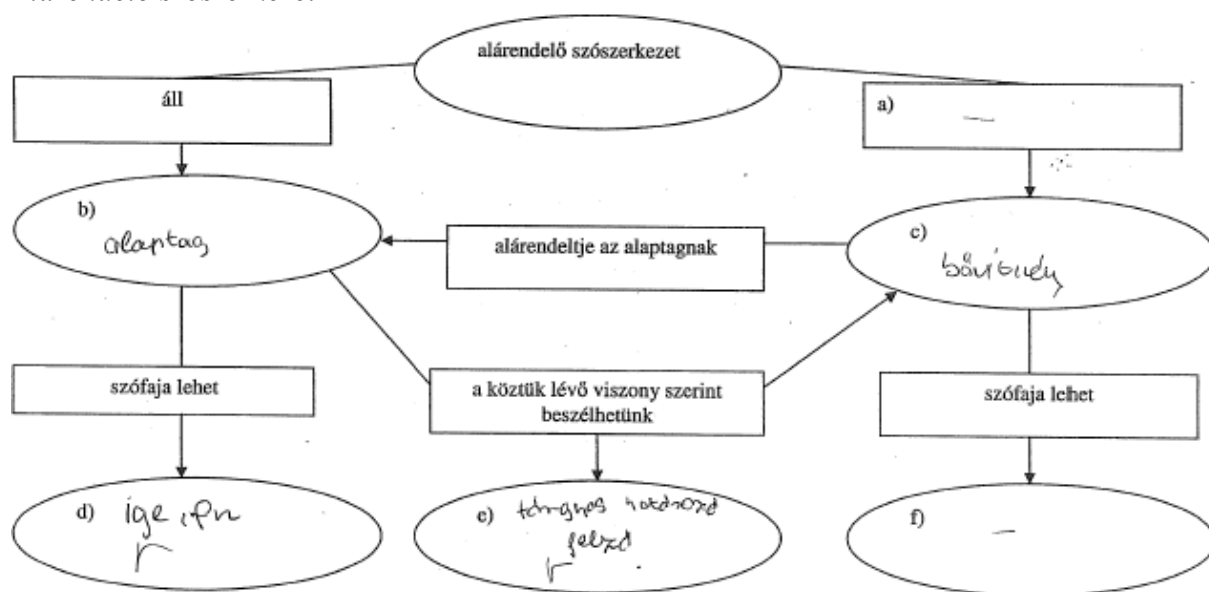 alárendelő szószerkezet
áll
a) —
b)
alaptag
alárendeltje az alaptagnak
c)
bővítmény
szófaja lehet
a köztük lévő viszony szerint
beszélhetünk
szófaja lehet
d) ige, fn
e) tárgyas határozó
jelző
f) —